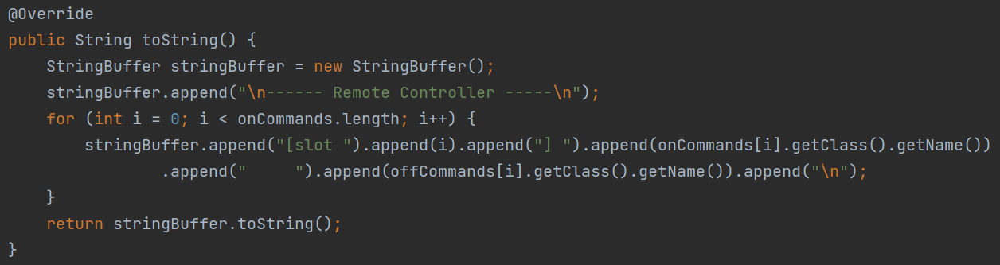 @Override
public String toString() {
    StringBuffer stringBuffer = new StringBuffer();
    stringBuffer.append("\n------ Remote Controller -----\n");
    for (int i = 0; i < onCommands.length; i++) {
        stringBuffer.append("[slot ").append(i).append("] ").append(onCommands[i].getClass().getName())
                .append("     ").append(offCommands[i].getClass().getName()).append("\n");
    }
    return stringBuffer.toString();
}